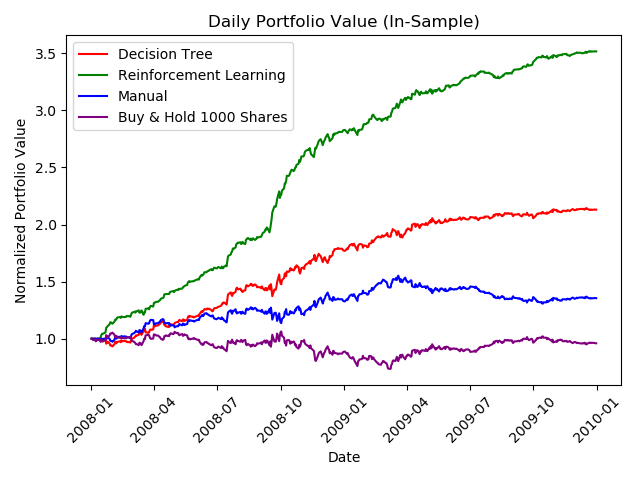 Daily Portfolio Value (In-Sample)
Decision Tree
Reinforcement Learning
Manual
Buy & Hold 1000 Shares
Normalized Portfolio Value
3.5
3.0
2.5
2.0
1.5
1.0
2008-01
2008-04
2008-07
2008-10
2009-01
2009-04
2009-07
2009-10
2010-01
Date